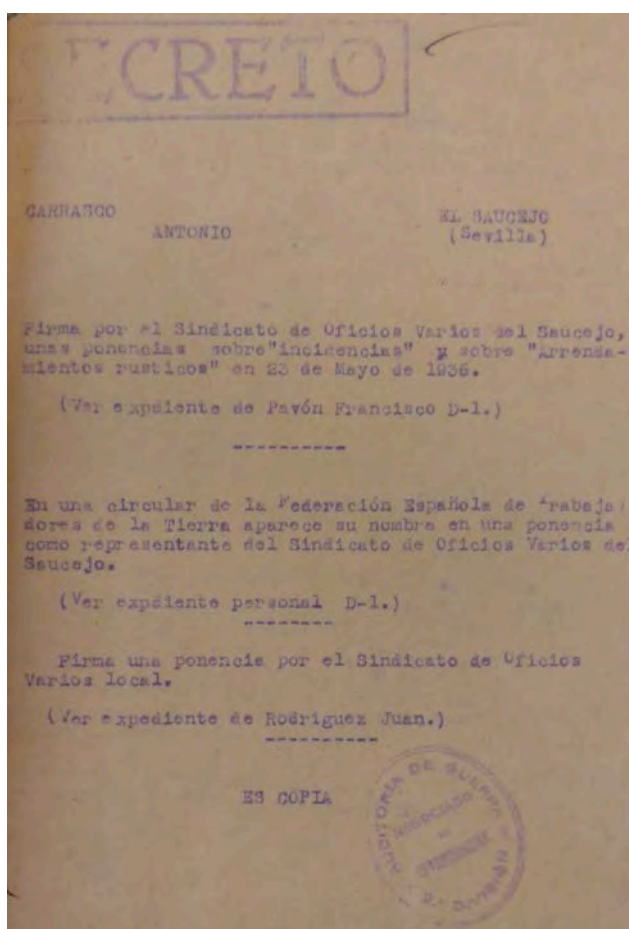 SECRETO
CARRASCO
ANTONIO
EL SAUCEJO
(Sevilla)
Firma por el Sindicato de Oficios Varios del Saucejo,
unas ponencias sobre"incidencias" y sobre "Arrenda-
mientos rusticos" en 23 de Mayo de 1936.
(Ver expdiente de Pavón Francisco D-1.)
----------
En una circular de la Federación Española de Trabaja
dores de la Tierra aparece su nombre en una ponencia
como representante del Sindicato de Oficios Varios del
Saucejo.
(Ver expdiente personal D-1.)
--------
Firma una ponencia por el Sindicato de Oficios
Varios local.
(Ver expediente de Rodriguez Juan.)
----------
ES COPIA
AUDITORIA DE GUERRA
NEGOCIADO
DE